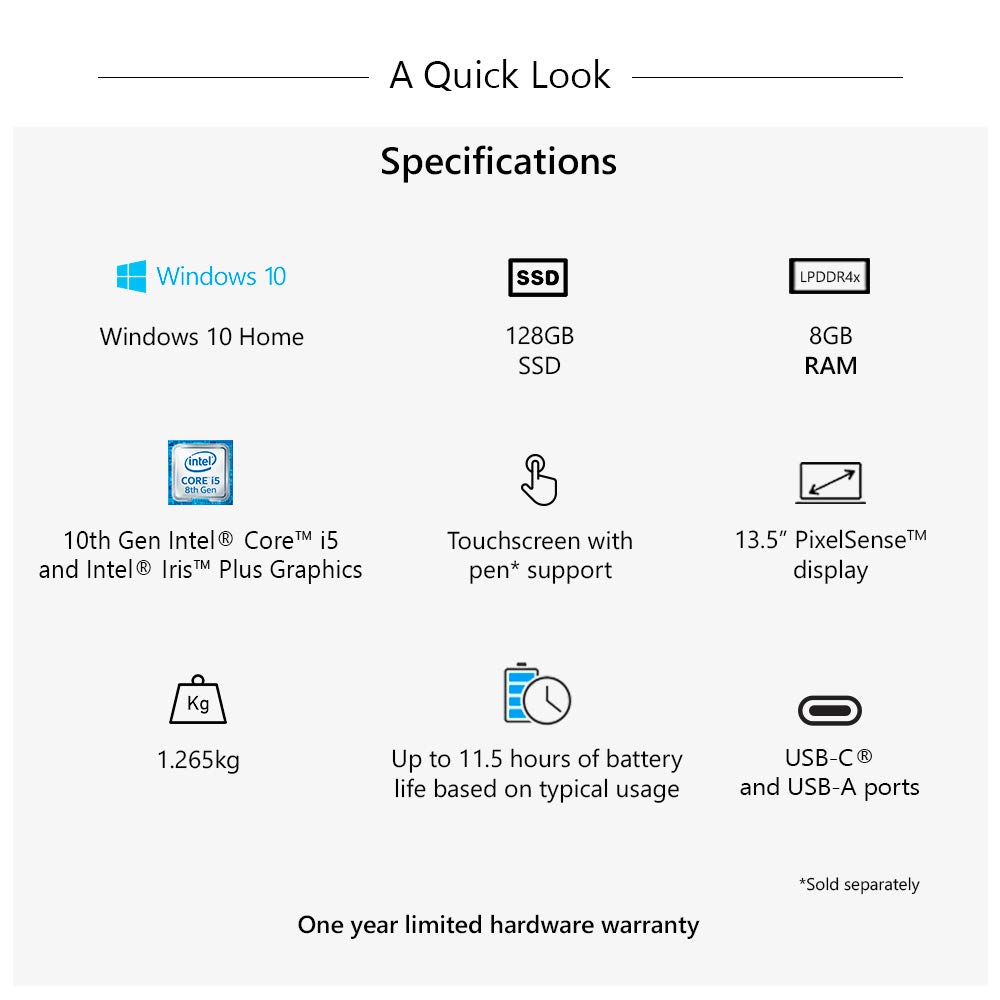 A Quick Look
Specifications
Windows 10
SSD
LPDDR4x
Windows 10 Home
128GB
SSD
8GB
RAM
intel
CORE i5
8th Gen
10th Gen Intel® Core™ i5
and Intel® Iris™ Plus Graphics
Touchscreen with
pen* support
13.5” PixelSense™
display
Kg
1.265kg
Up to 11.5 hours of battery
life based on typical usage
USB-C®
and USB-A ports
*Sold separately
One year limited hardware warranty